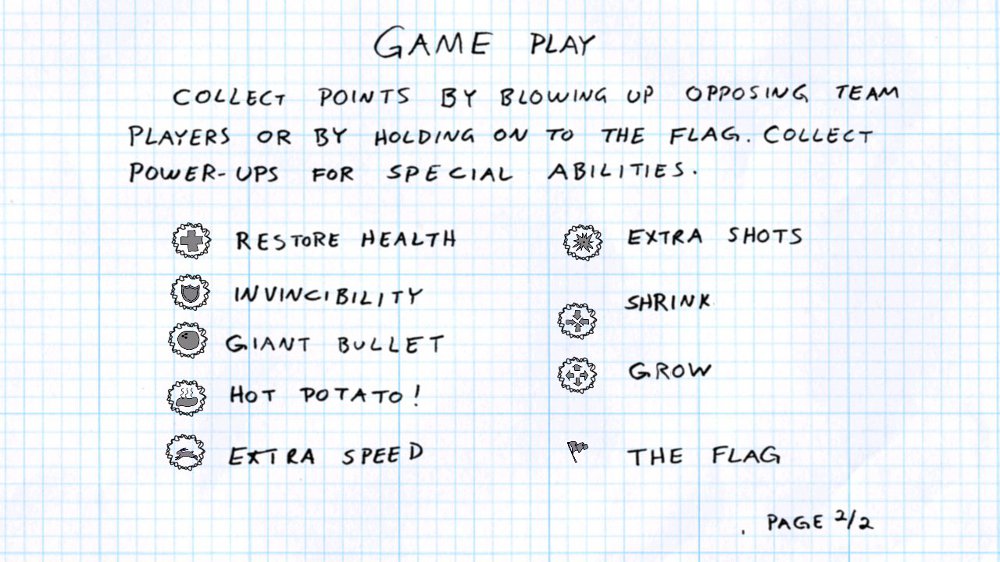 GAME PLAY
COLLECT POINTS BY BLOWING UP OPPOSING TEAM
PLAYERS OR BY HOLDING ON TO THE FLAG. COLLECT
POWER-UPS FOR SPECIAL ABILITIES.
RESTORE HEALTH
INVINCIBILITY
GIANT BULLET
HOT POTATO!
EXTRA SPEED
EXTRA SHOTS
SHRINK
GROW
THE FLAG
PAGE 2/2